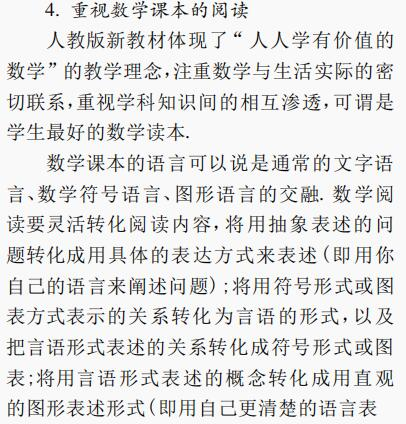 4. 重视数学课本的阅读
人教版新教材体现了“人人学有价值的
数学”的教学理念,注重数学与生活实际的密
切联系,重视学科知识间的相互渗透,可谓是
学生最好的数学读本.
数学课本的语言可以说是通常的文字语
言、数学符号语言、图形语言的交融. 数学阅
读要灵活转化阅读内容,将用抽象表述的问
题转化成用具体的表达方式来表述(即用你
自己的语言来阐述问题);将用符号形式或图
表方式表示的关系转化为言语的形式,以及
把言语形式表述的关系转化成符号形式或图
表;将用言语形式表述的概念转化成用直观
的图形表述形式(即用自己更清楚的语言表